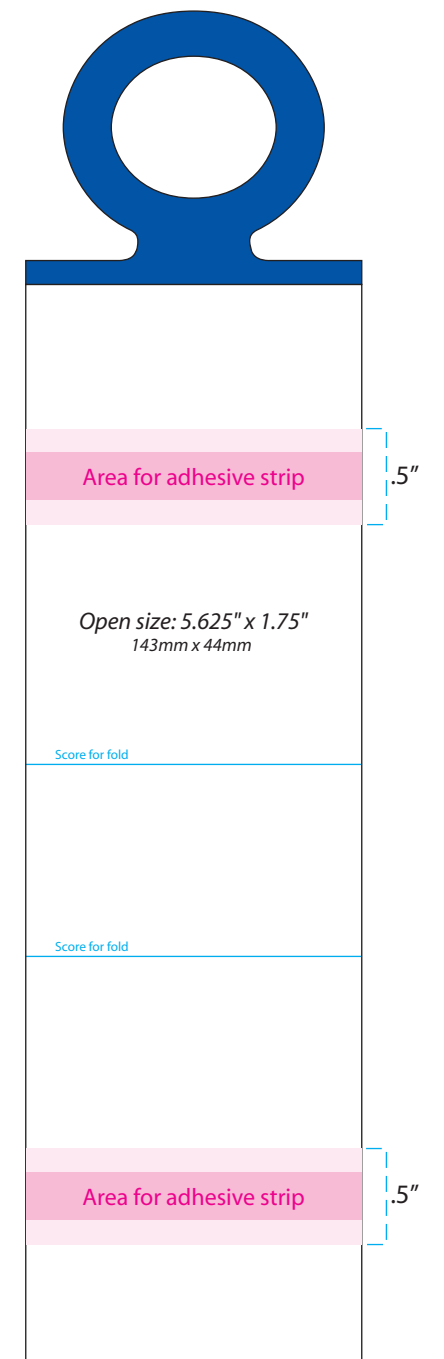 Area for adhesive strip
.5"
Open size: 5.625" x 1.75"
143mm x 44mm
Score for fold
Score for fold
Area for adhesive strip
.5"